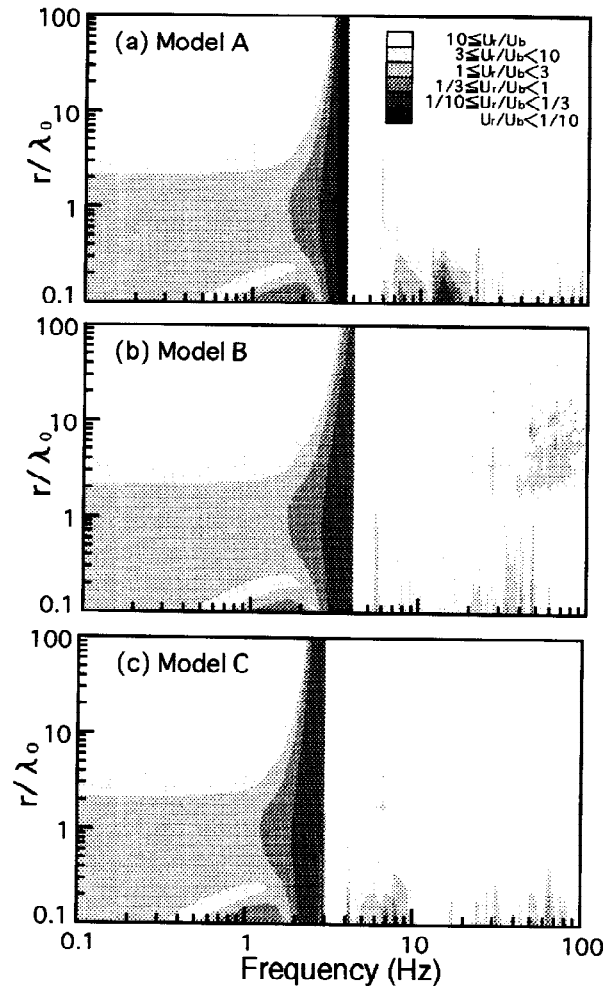 (a) Model A
10≦Ur/Ub
3≦Ur/Ub<10
1≦Ur/Ub<3
1/3≦Ur/Ub<1
1/10≦Ur/Ub<1/3
Ur/Ub<1/10
100
10
1
0.1
r/λ0
(b) Model B
100
10
1
0.1
r/λ0
(c) Model C
100
10
1
0.1
r/λ0
0.1
1
10
100
Frequency (Hz)